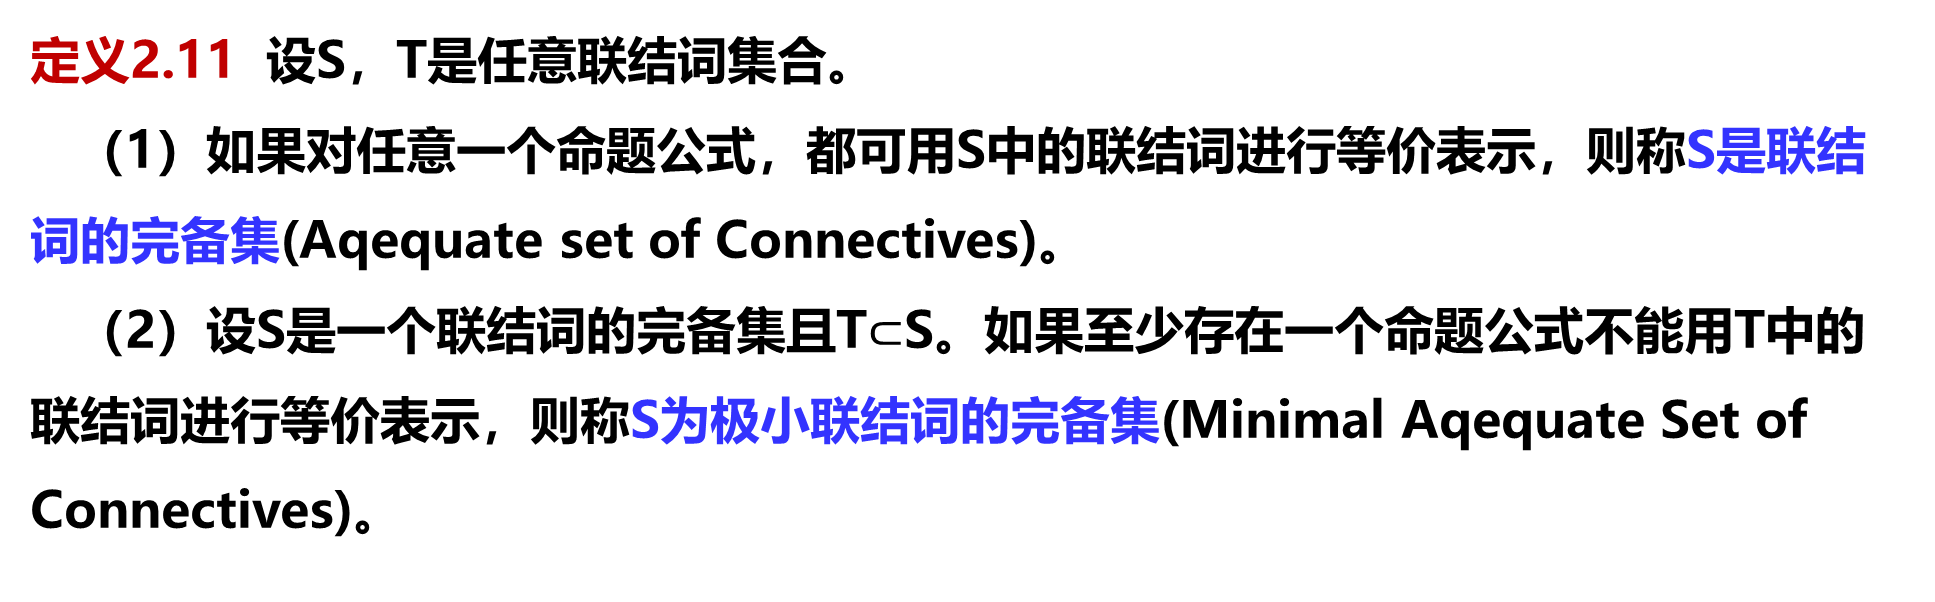 定义2.11 设S，T是任意联结词集合。
（1）如果对任意一个命题公式，都可用S中的联结词进行等价表示，则称S是联结
词的完备集(Aqequate set of Connectives)。
（2）设S是一个联结词的完备集且T⊂S。如果至少存在一个命题公式不能用T中的
联结词进行等价表示，则称S为极小联结词的完备集(Minimal Aqequate Set of
Connectives)。